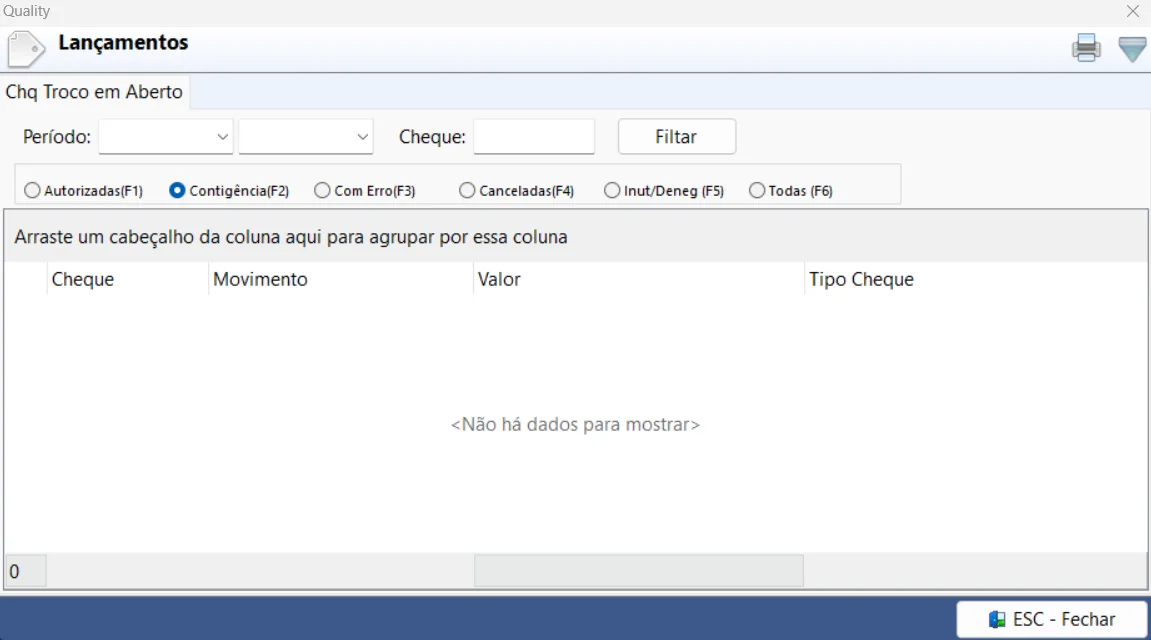 Quality
Lançamentos
Chq Troco em Aberto
Período: Cheque: Filtar
Autorizadas(F1) Contigência(F2) Com Erro(F3) Canceladas(F4) Inut/Deneg (F5) Todas (F6)
Arraste um cabeçalho da coluna aqui para agrupar por essa coluna
Cheque Movimento Valor Tipo Cheque
<Não há dados para mostrar>
0
ESC - Fechar